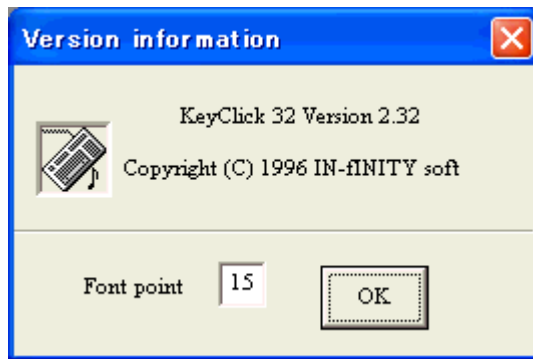 Version information
KeyClick 32 Version 2.32
Copyright (C) 1996 IN-fINITY soft
Font point
15
OK